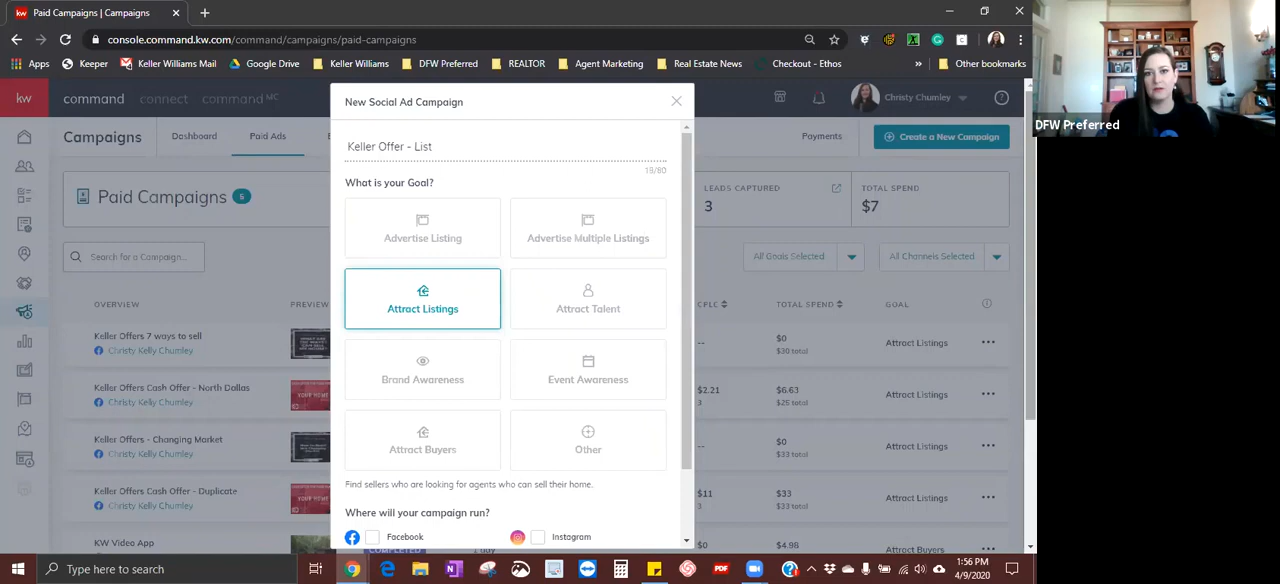 kw Paid Campaigns | Campaigns
console.command.kw.com/command/campaigns/paid-campaigns
Apps Keeper Keller Williams Mail Google Drive Keller Williams DFW Preferred REALTOR Agent Marketing Real Estate News Checkout - Ethos » Other bookmarks
DFW Preferred
kw command connect command MC Christy Chumley
New Social Ad Campaign
Campaigns Dashboard Paid Ads Payments Create a New Campaign
Keller Offer - List
19/80
What is your Goal?
Paid Campaigns 5
LEADS CAPTURED
3
TOTAL SPEND
$7
Advertise Listing
Advertise Multiple Listings
Search for a Campaign...
All Goals Selected
All Channels Selected
Attract Listings
Attract Talent
OVERVIEW PREVIEW CPLC TOTAL SPEND GOAL
Keller Offers 7 ways to sell
Christy Kelly Chumley
--
$0
$30 total
Attract Listings
Brand Awareness
Event Awareness
Keller Offers Cash Offer - North Dallas
Christy Kelly Chumley
$2.21
3
$6.63
$25 total
Attract Listings
Attract Buyers
Other
Keller Offers - Changing Market
Christy Kelly Chumley
--
$0
$33 total
Attract Listings
Find sellers who are looking for agents who can sell their home.
Keller Offers Cash Offer - Duplicate
Christy Kelly Chumley
$11
3
$33
$33 total
Attract Listings
Where will your campaign run?
Facebook
Instagram
KW Video App
COMPLETED
1 day
$0
$4.98
Attract Buyers
Type here to search
PDF
1:56 PM
4/9/2020